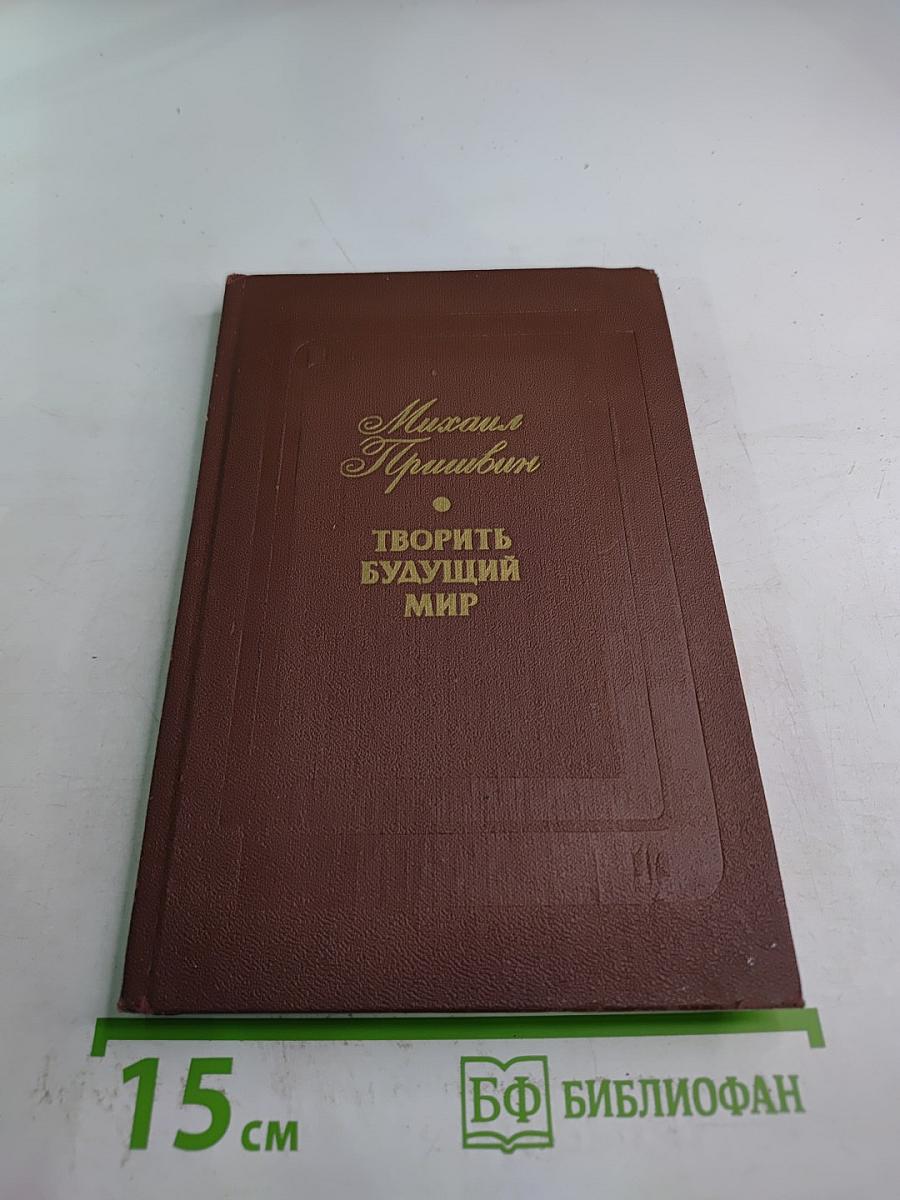 Михаил
Пришвин
ТВОРИТЬ
БУДУЩИЙ
МИР
15 см
БФ БИБЛИОФАН